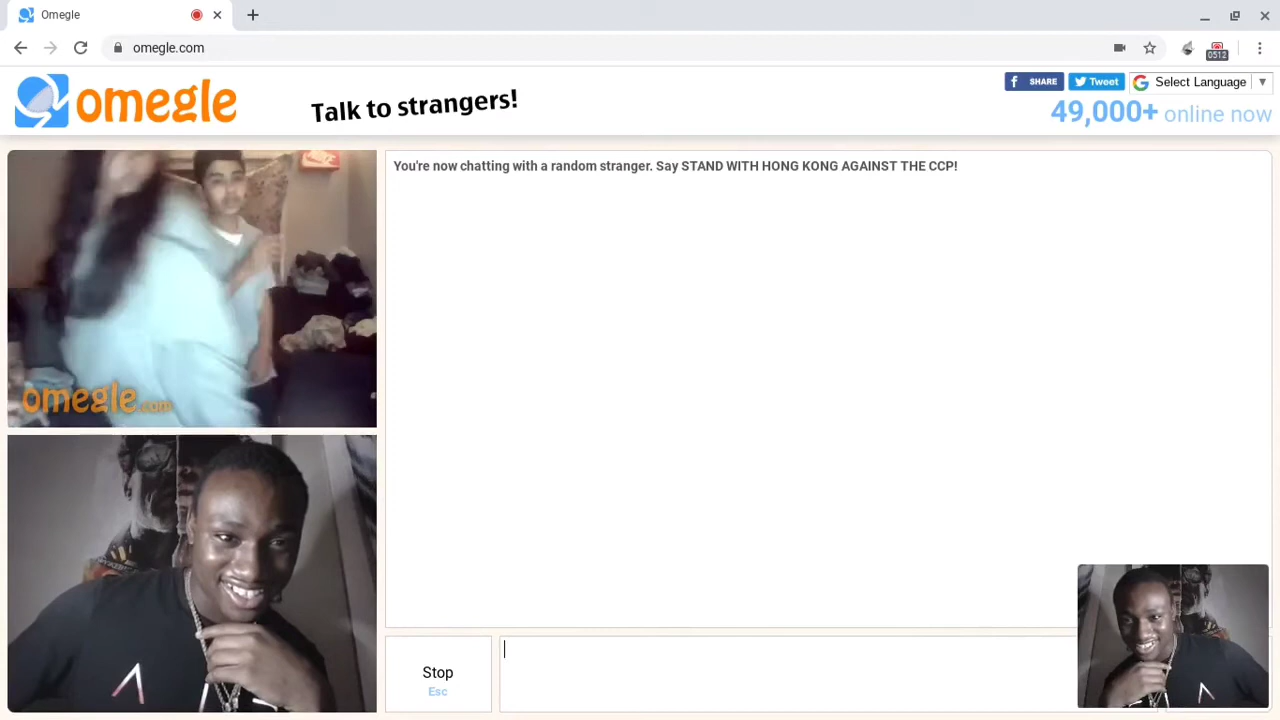 Omegle
omegle.com
0512
omegle
Talk to strangers!
SHARE
Tweet
Select Language
49,000+ online now
You're now chatting with a random stranger. Say STAND WITH HONG KONG AGAINST THE CCP!
omegle.com
Stop
Esc